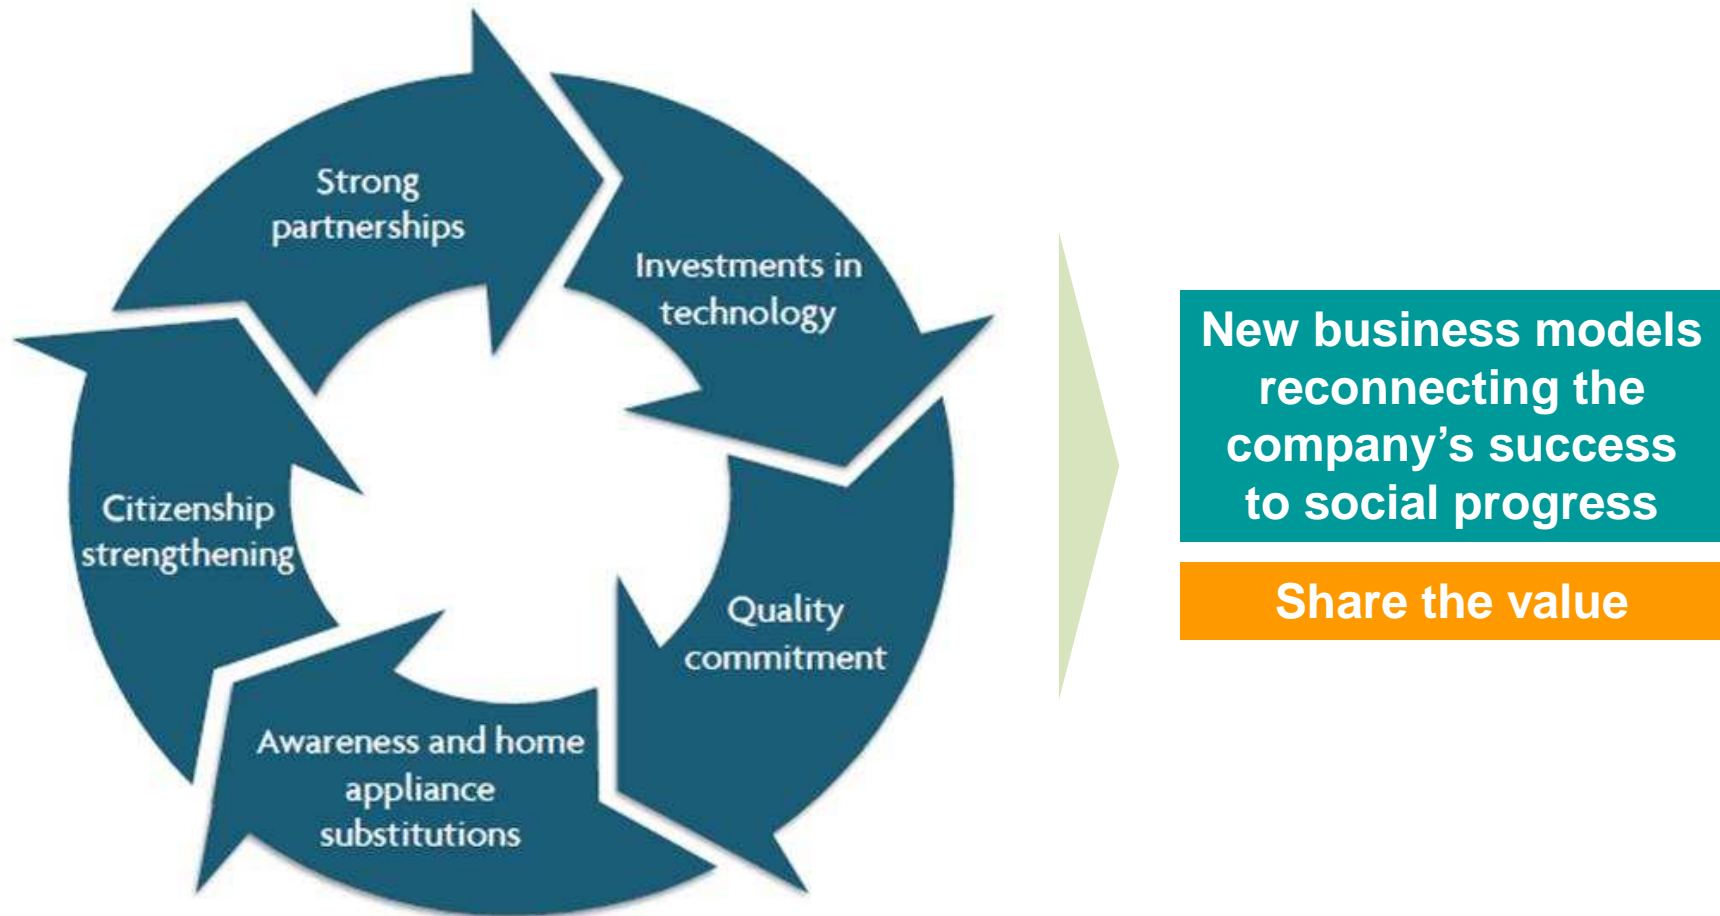 Strong
partnerships
Investments in
technology
Quality
commitment
Awareness and home
appliance
substitutions
Citizenship
strengthening
New business models
reconnecting the
company’s success
to social progress
Share the value